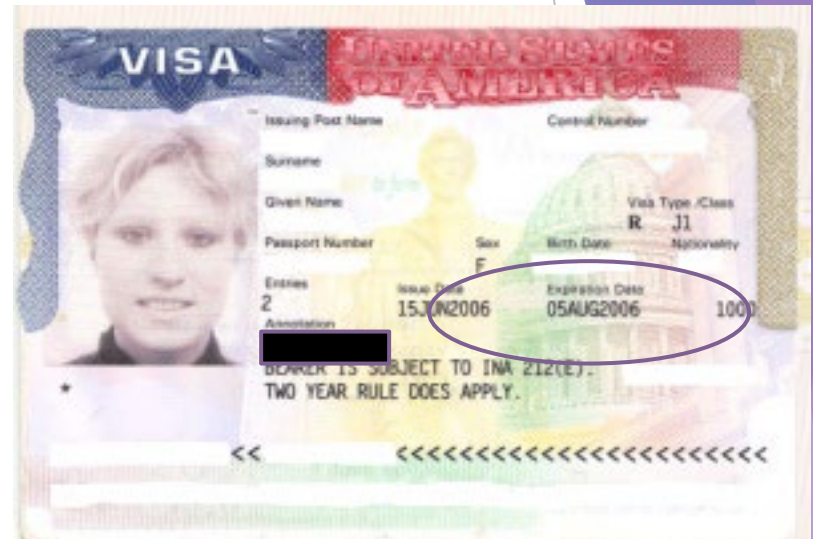 VISA UNITED STATES
OF AMERICA
Issuing Post Name Control Number
Surname
Given Name Visa Type /Class
R J1
Passport Number Sex Birth Date Nationality
F
Entries Issue Date Expiration Date
2 15JUN2006 05AUG2006
Annotation
BEARER IS SUBJECT TO INA 212(E).
TWO YEAR RULE DOES APPLY.
*
<< <<<<<<<<<<<<<<<<<<<<<<<<<